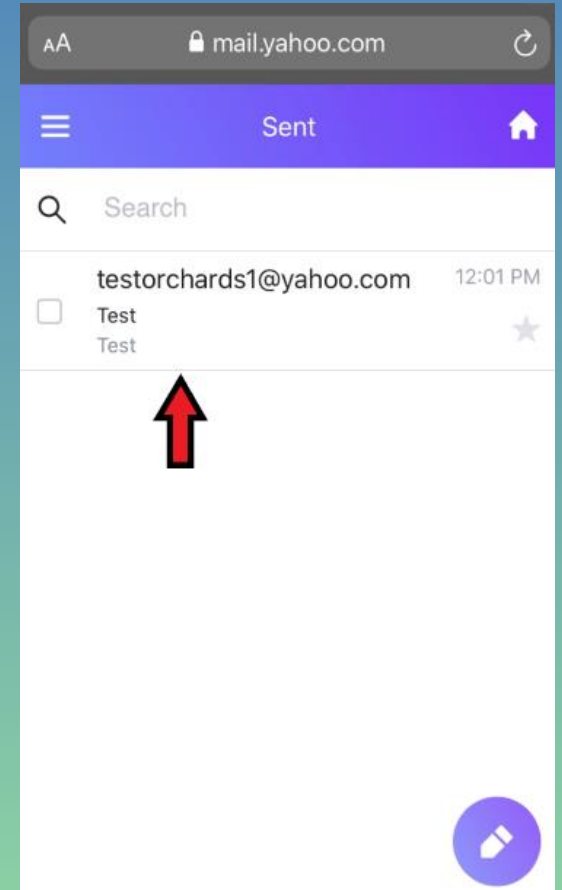 AA mail.yahoo.com
Sent
Search
testorchards1@yahoo.com 12:01 PM
Test
Test